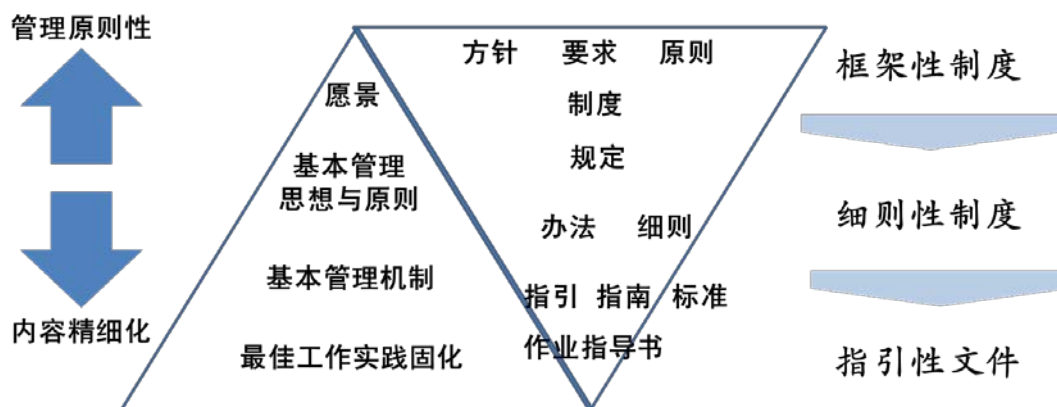 管理原则性
内容精细化
愿景
基本管理
思想与原则
基本管理机制
最佳工作实践固化
方针 要求 原则
制度
规定
办法 细则
指引 指南 标准
作业指导书
框架性制度
细则性制度
指引性文件